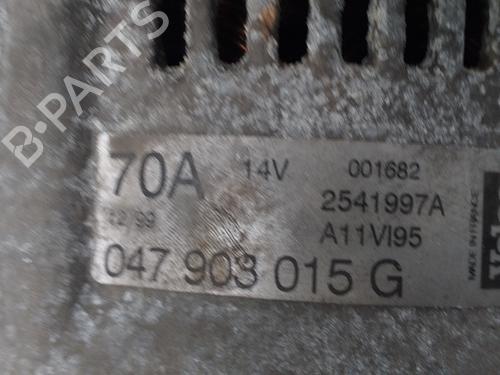 B-PARTS
70A 14V 001682
12/99 2541997A
A11VI95
047 903 015 G
MADE IN FRANCE